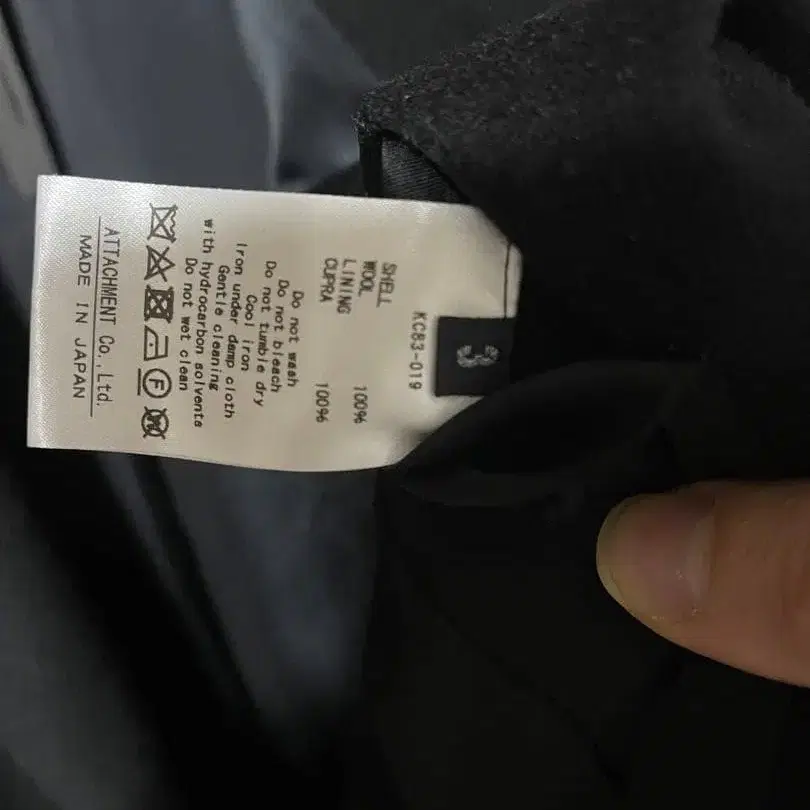 3
KC83-019
SHELL
WOOL 100%
LINING
CUPRA 100%
Do not wash
Do not bleach
Do not tumble dry
Cool iron
Iron under damp cloth
Gentle cleaning
with hydrocarbon solvents
Do not wet clean
F
W
ATTACHMENT Co.,Ltd.
MADE IN JAPAN